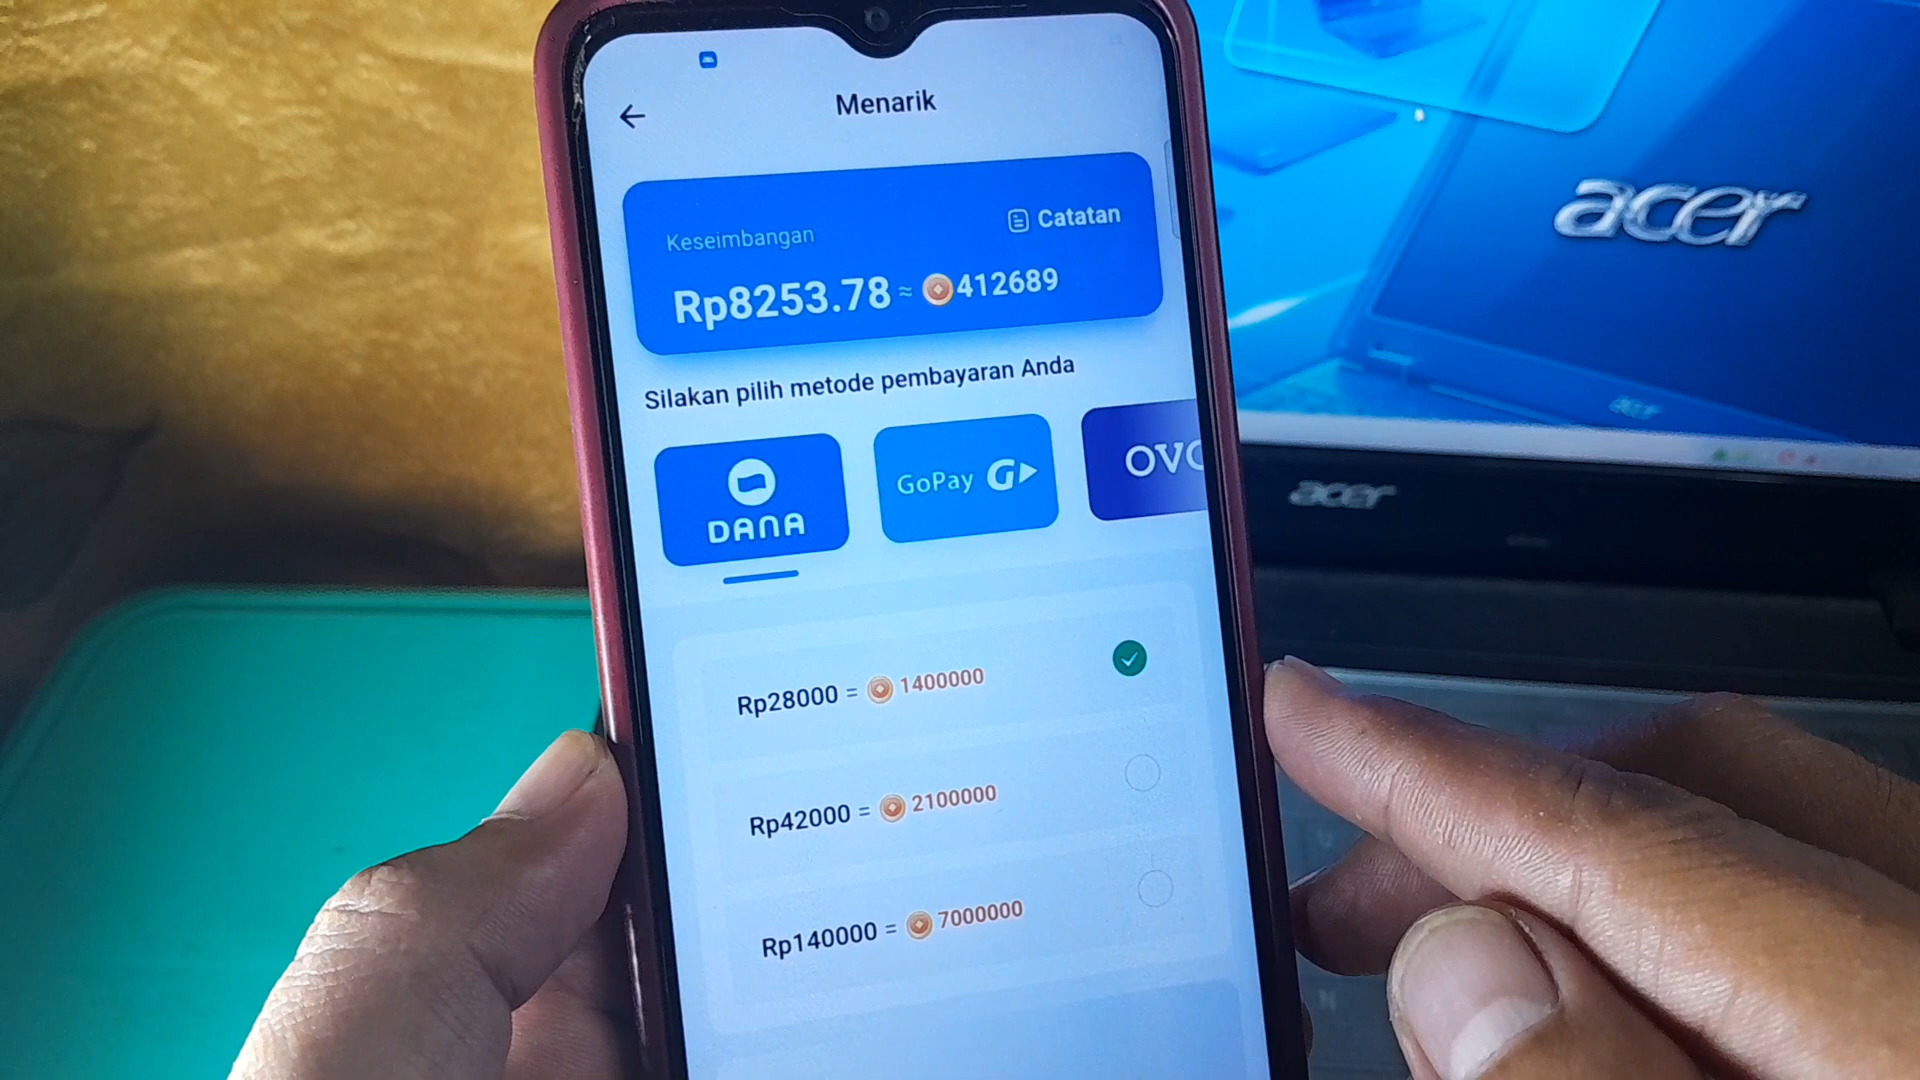 Menarik
Keseimbangan
Catatan
Rp8253.78 ≈ 412689
Silakan pilih metode pembayaran Anda
DANA
GoPay
OVO
Rp28000 = 1400000
Rp42000 = 2100000
Rp140000 = 7000000
acer
acer
acer